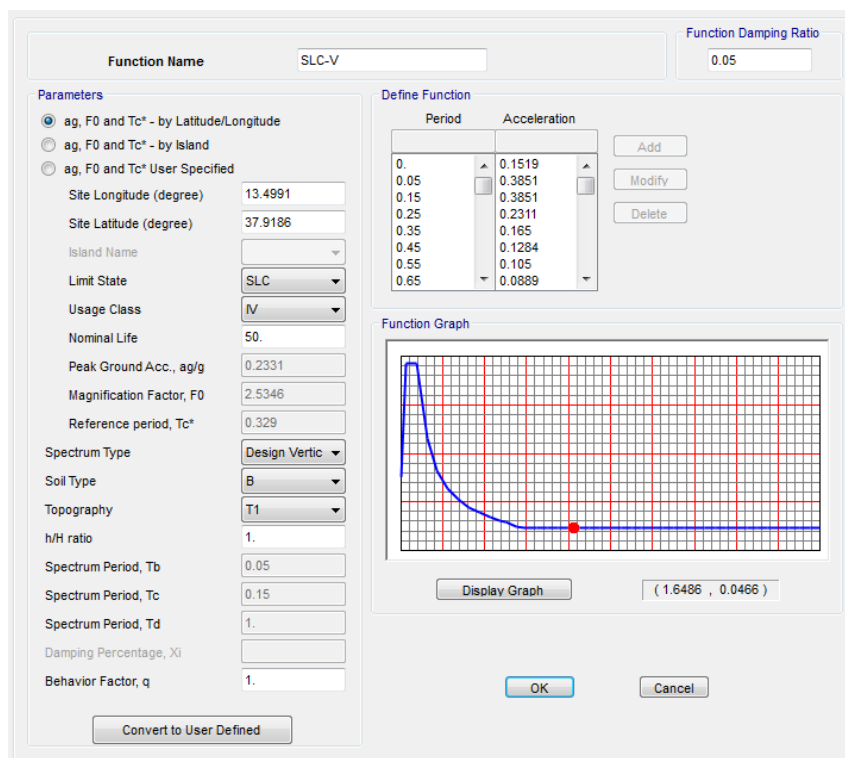 Function Damping Ratio
Function Name SLC-V 0.05
Parameters
ag, F0 and Tc* - by Latitude/Longitude
ag, F0 and Tc* - by Island
ag, F0 and Tc* User Specified
Site Longitude (degree) 13.4991
Site Latitude (degree) 37.9186
Island Name
Limit State SLC
Usage Class IV
Nominal Life 50.
Peak Ground Acc., ag/g 0.2331
Magnification Factor, F0 2.5346
Reference period, Tc* 0.329
Spectrum Type Design Vertic
Soil Type B
Topography T1
h/H ratio 1.
Spectrum Period, Tb 0.05
Spectrum Period, Tc 0.15
Spectrum Period, Td 1.
Damping Percentage, Xi
Behavior Factor, q 1.
Convert to User Defined
Define Function
Period Acceleration
0. 0.1519
0.05 0.3851
0.15 0.3851
0.25 0.2311
0.35 0.165
0.45 0.1284
0.55 0.105
0.65 0.0889
Add
Modify
Delete
Function Graph
Display Graph ( 1.6486 , 0.0466 )
OK Cancel